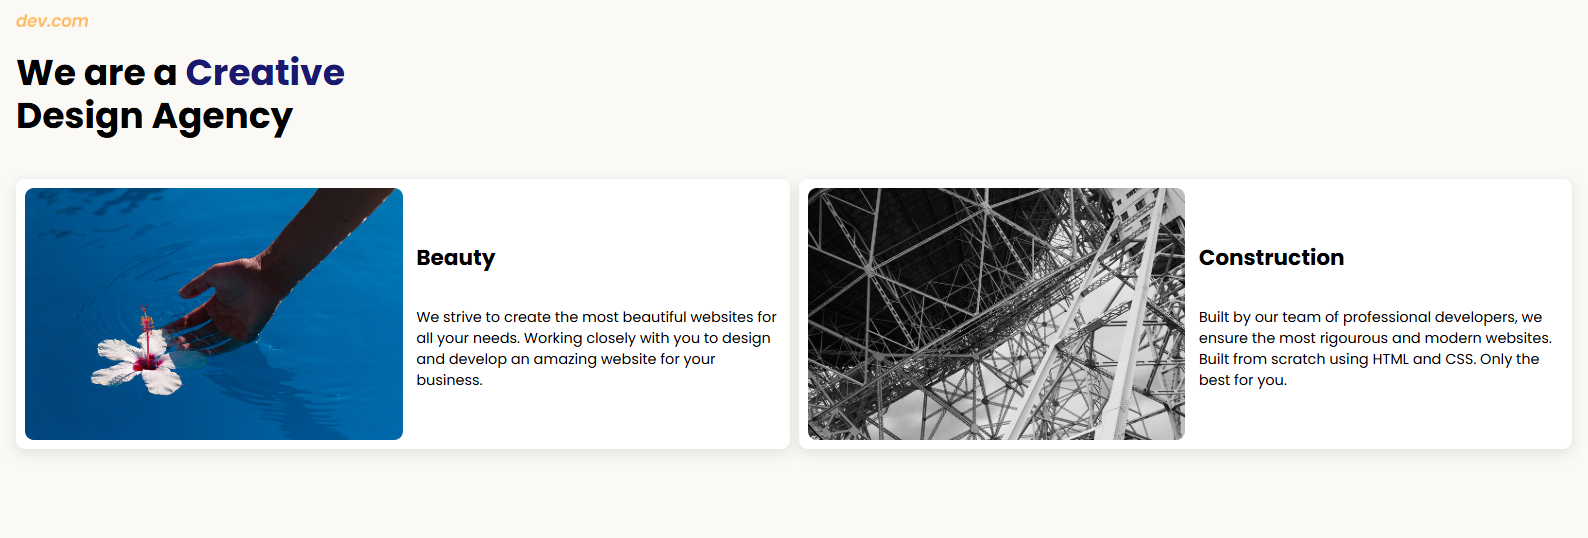 dev.com
We are a Creative
Design Agency
Beauty
We strive to create the most beautiful websites for
all your needs. Working closely with you to design
and develop an amazing website for your
business.
Construction
Built by our team of professional developers, we
ensure the most rigourous and modern websites.
Built from scratch using HTML and CSS. Only the
best for you.